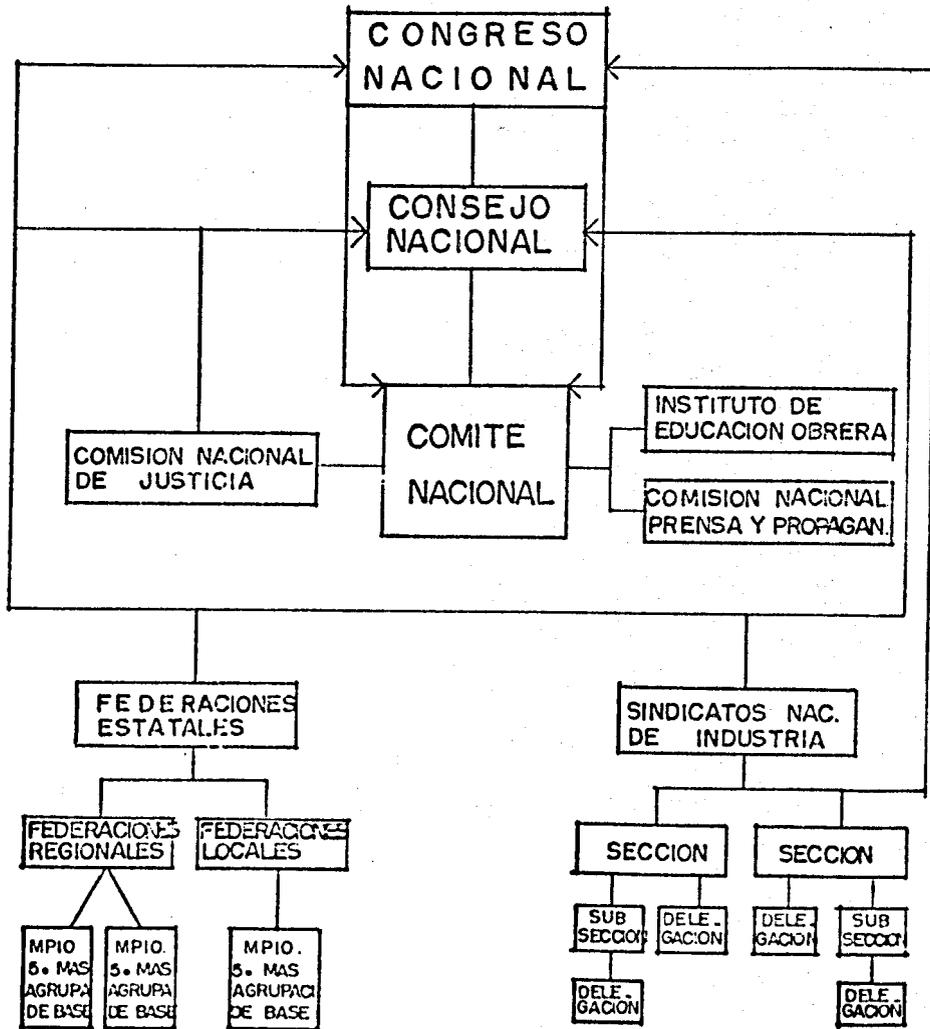 CONGRESO
NACIONAL
CONSEJO
NACIONAL
COMITE
NACIONAL
COMISION NACIONAL
DE JUSTICIA
INSTITUTO DE
EDUCACION OBRERA
COMISION NACIONAL
PRENSA Y PROPAGAN.
FEDERACIONES
ESTATALES
SINDICATOS NAC.
DE INDUSTRIA
FEDERACIONES
REGIONALES
FEDERACIONES
LOCALES
SECCION
SECCION
SUB
SECCION
DELE-
GACION
DELE-
GACION
SUB
SECCION
MPIO
5. MAS
AGRUPA
DE BASE
MPIO.
5. MAS
AGRUPA
DE BASE
MPIO.
5. MAS
AGRUPACI
DE BASE
DELE-
GACION
DELE-
GACION